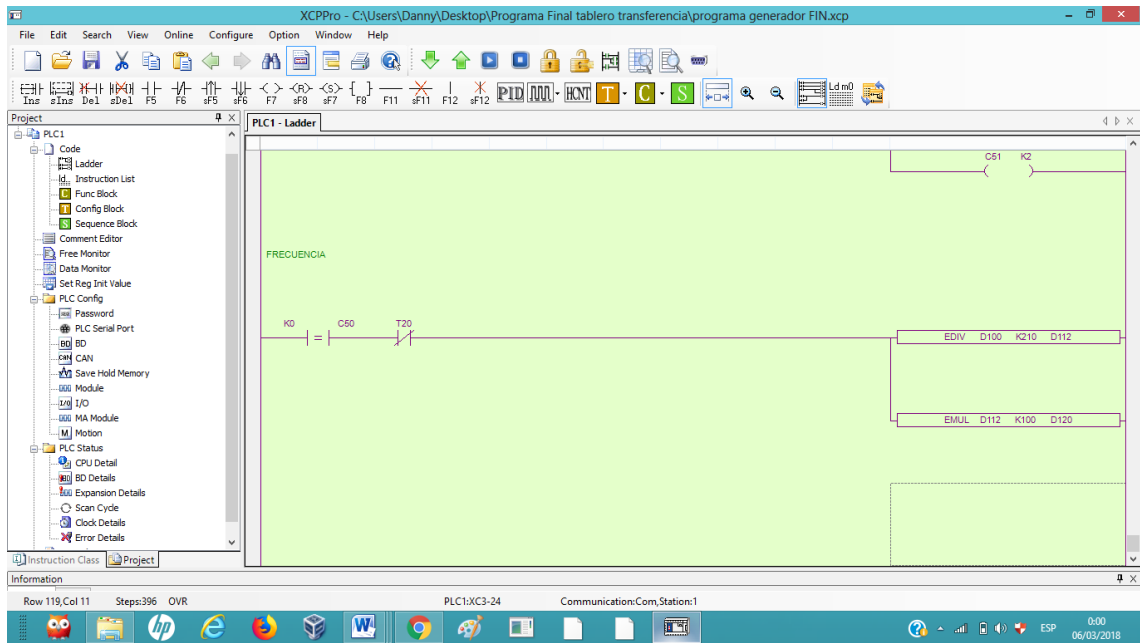 XCPPro - C:\Users\Danny\Desktop\Programa Final tablero transferencia\programa generador FIN.xcp
File Edit Search View Online Configure Option Window Help
Ins sIns Del sDel F5 F6 sF5 sF6 F7 sF8 sF7 F8 F11 sF11 F12 sF12 PID HCNT T C S Ld m0
Project
PLC1 - Ladder
PLC1
Code
Ladder
Instruction List
Func Block
Config Block
Sequence Block
Comment Editor
Free Monitor
Data Monitor
Set Reg Init Value
PLC Config
Password
PLC Serial Port
BD
CAN
Save Hold Memory
Module
I/O
MA Module
Motion
PLC Status
CPU Detail
BD Details
Expansion Details
Scan Cycle
Clock Details
Error Details
C51 K2
FRECUENCIA
K0 = C50 T20
EDIV D100 K210 D112
EMUL D112 K100 D120
Instruction Class Project
Information
Row 119,Col 11 Steps:396 OVR PLC1:XC3-24 Communication:Com,Station:1
ESP 0:00
06/03/2018